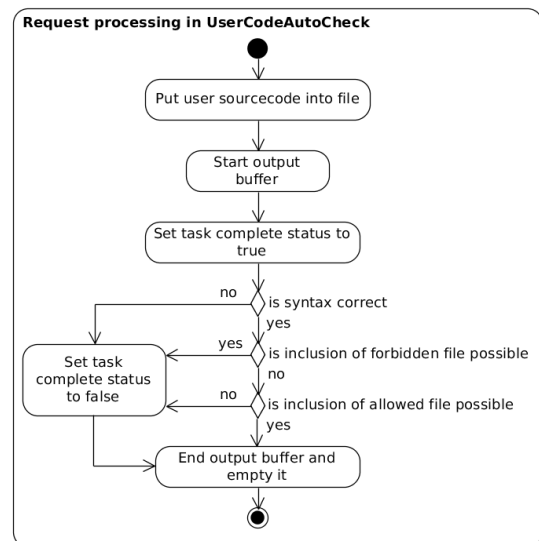 Request processing in UserCodeAutoCheck
Put user sourcecode into file
Start output
buffer
Set task complete status to
true
no
is syntax correct
yes
yes
is inclusion of forbidden file possible
Set task
complete status
to false
no
no
is inclusion of allowed file possible
yes
End output buffer and
empty it